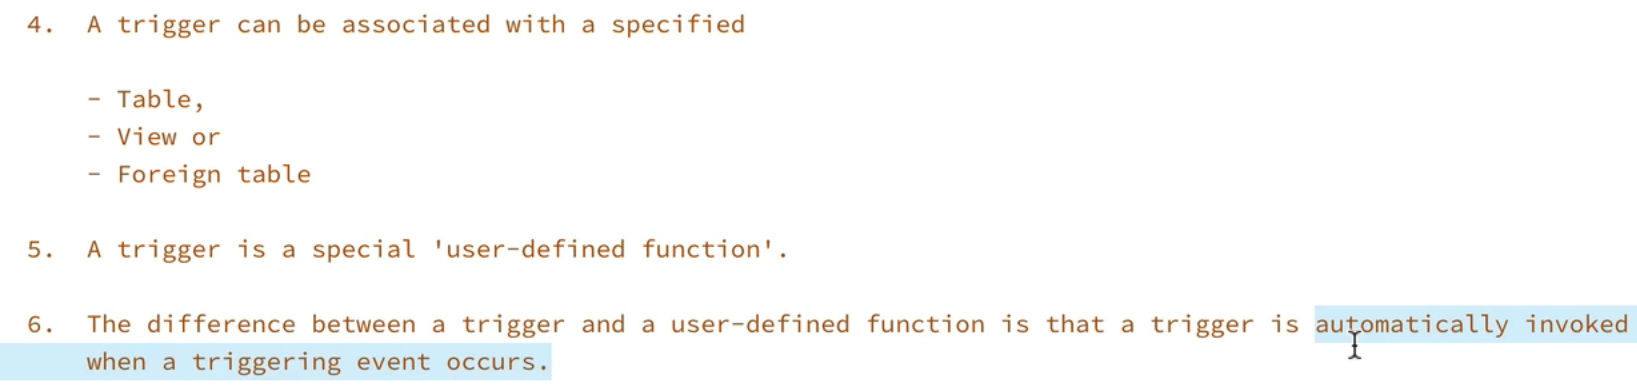 4. A trigger can be associated with a specified
- Table,
- View or
- Foreign table
5. A trigger is a special 'user-defined function'.
6. The difference between a trigger and a user-defined function is that a trigger is automatically invoked
when a triggering event occurs.